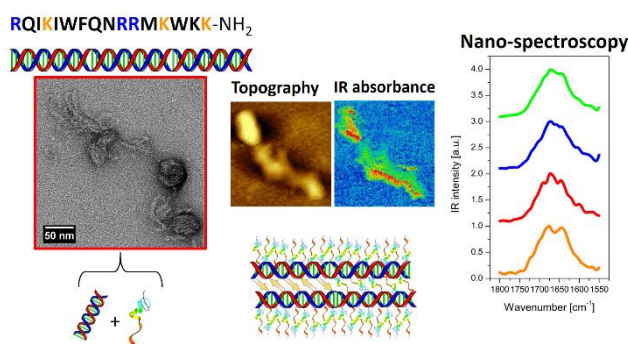 RQIKIWFQNRRMKWKK-NH₂
Nano-spectroscopy
Topography
IR absorbance
50 nm
+
IR intensity [a.u.]
4.0
3.5
3.0
2.5
2.0
1.5
1.0
0.5
0.0
1800 1750 1700 1650 1600 1550
Wavenumber [cm⁻¹]